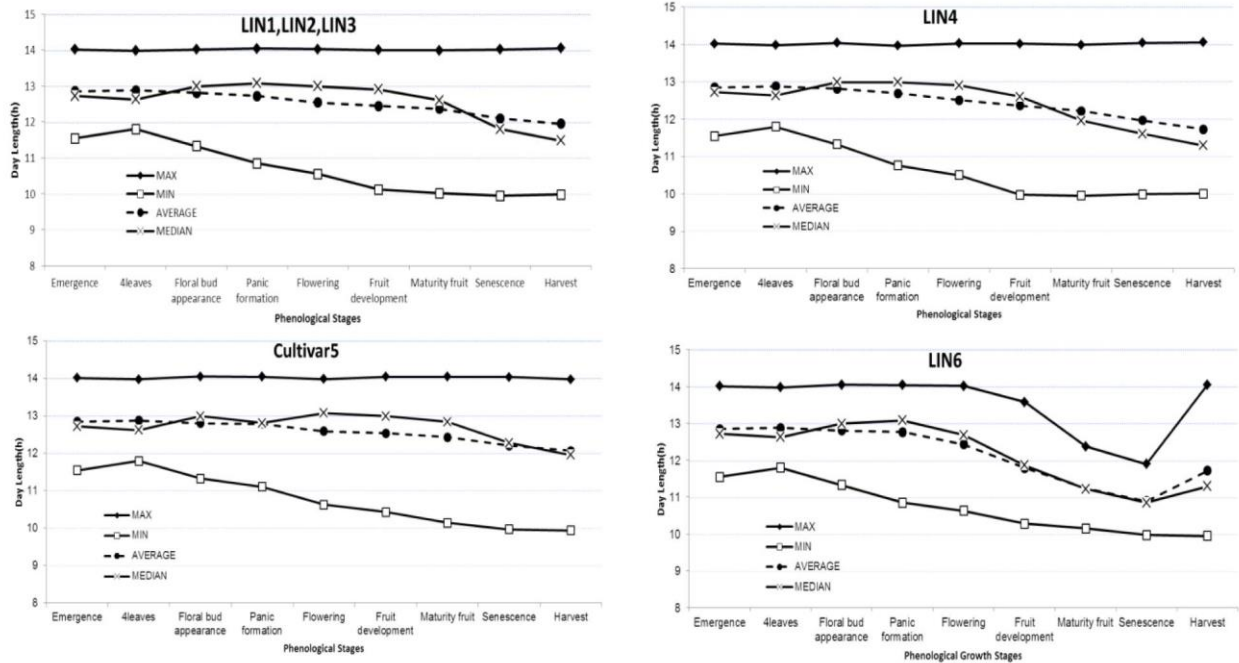 LIN1,LIN2,LIN3
15
14
13
12
11
10
9
8
Day Length(h)
MAX
MIN
AVERAGE
MEDIAN
Emergence 4leaves Floral bud Panic Flowering Fruit Maturity fruit Senescence Harvest
appearance formation development
Phenological Stages
LIN4
15
14
13
12
11
10
9
8
Day Length(h)
MAX
MIN
AVERAGE
MEDIAN
Emergence 4leaves Floral bud Panic Flowering Fruit Maturity fruit Senescence Harvest
appearance formation development
Phenological Stages
Cultivar5
15
14
13
12
11
10
9
8
Day Length(h)
MAX
MIN
AVERAGE
MEDIAN
Emergence 4leaves Floral bud Panic Flowering Fruit Maturity fruit Senescence Harvest
appearance formation development
Phenological Stages
LIN6
15
14
13
12
11
10
9
8
Day Length(h)
MAX
MIN
AVERAGE
MEDIAN
Emergence 4leaves Floral bud Panic Flowering Fruit Maturity fruit Senescence Harvest
appearance formation development
Phenological Growth Stages